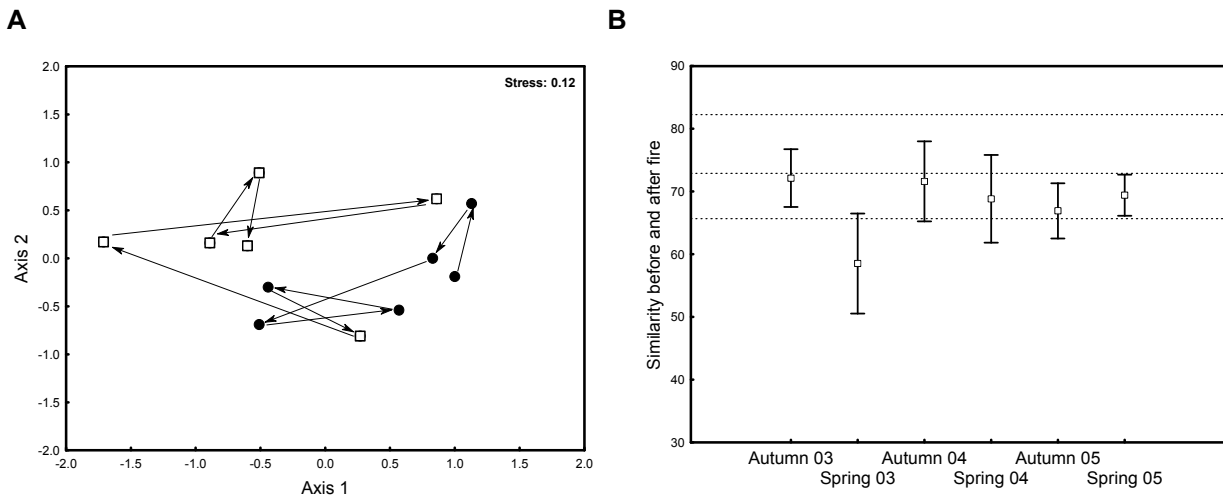 A
Stress: 0.12
2.0
1.5
1.0
0.5
0.0
-0.5
-1.0
-1.5
-2.0
Axis 2
-2.0 -1.5 -1.0 -0.5 0.0 0.5 1.0 1.5 2.0
Axis 1
B
90
80
70
60
50
40
30
Similarity before and after fire
Autumn 03 Autumn 04 Autumn 05
Spring 03 Spring 04 Spring 05